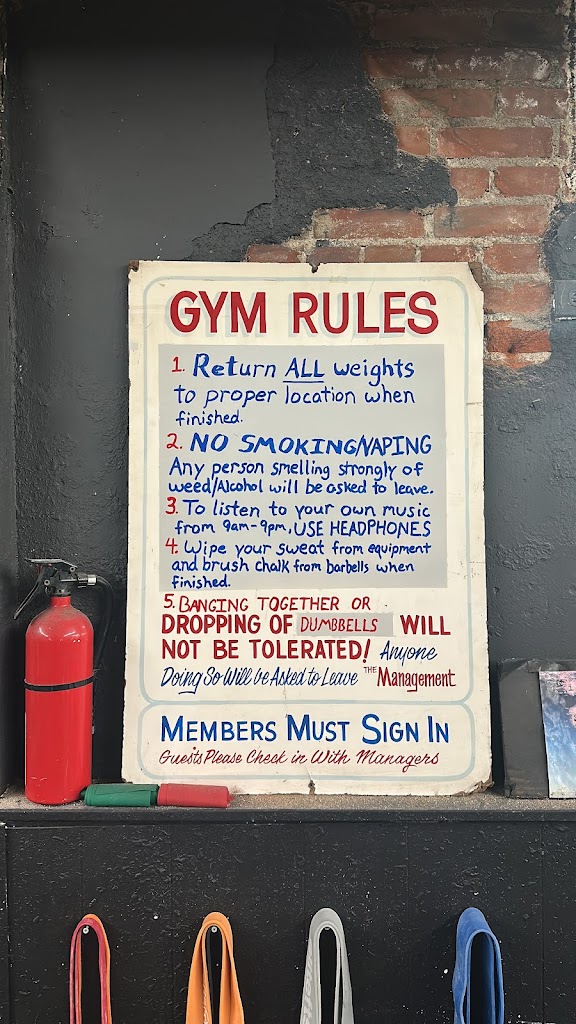 GYM RULES
1. Return ALL weights
to proper location when
finished.
2. NO SMOKING/VAPING
Any person smelling strongly of
weed/Alcohol will be asked to leave.
3. To listen to your own music
from 9am-9pm, USE HEADPHONES
4. Wipe your sweat from equipment
and brush chalk from barbells when
finished.
5. BANGING TOGETHER OR
DROPPING OF DUMBBELLS WILL
NOT BE TOLERATED! Anyone
Doing So Will be Asked to Leave THE Management
MEMBERS MUST SIGN IN
Guests Please Check in With Managers